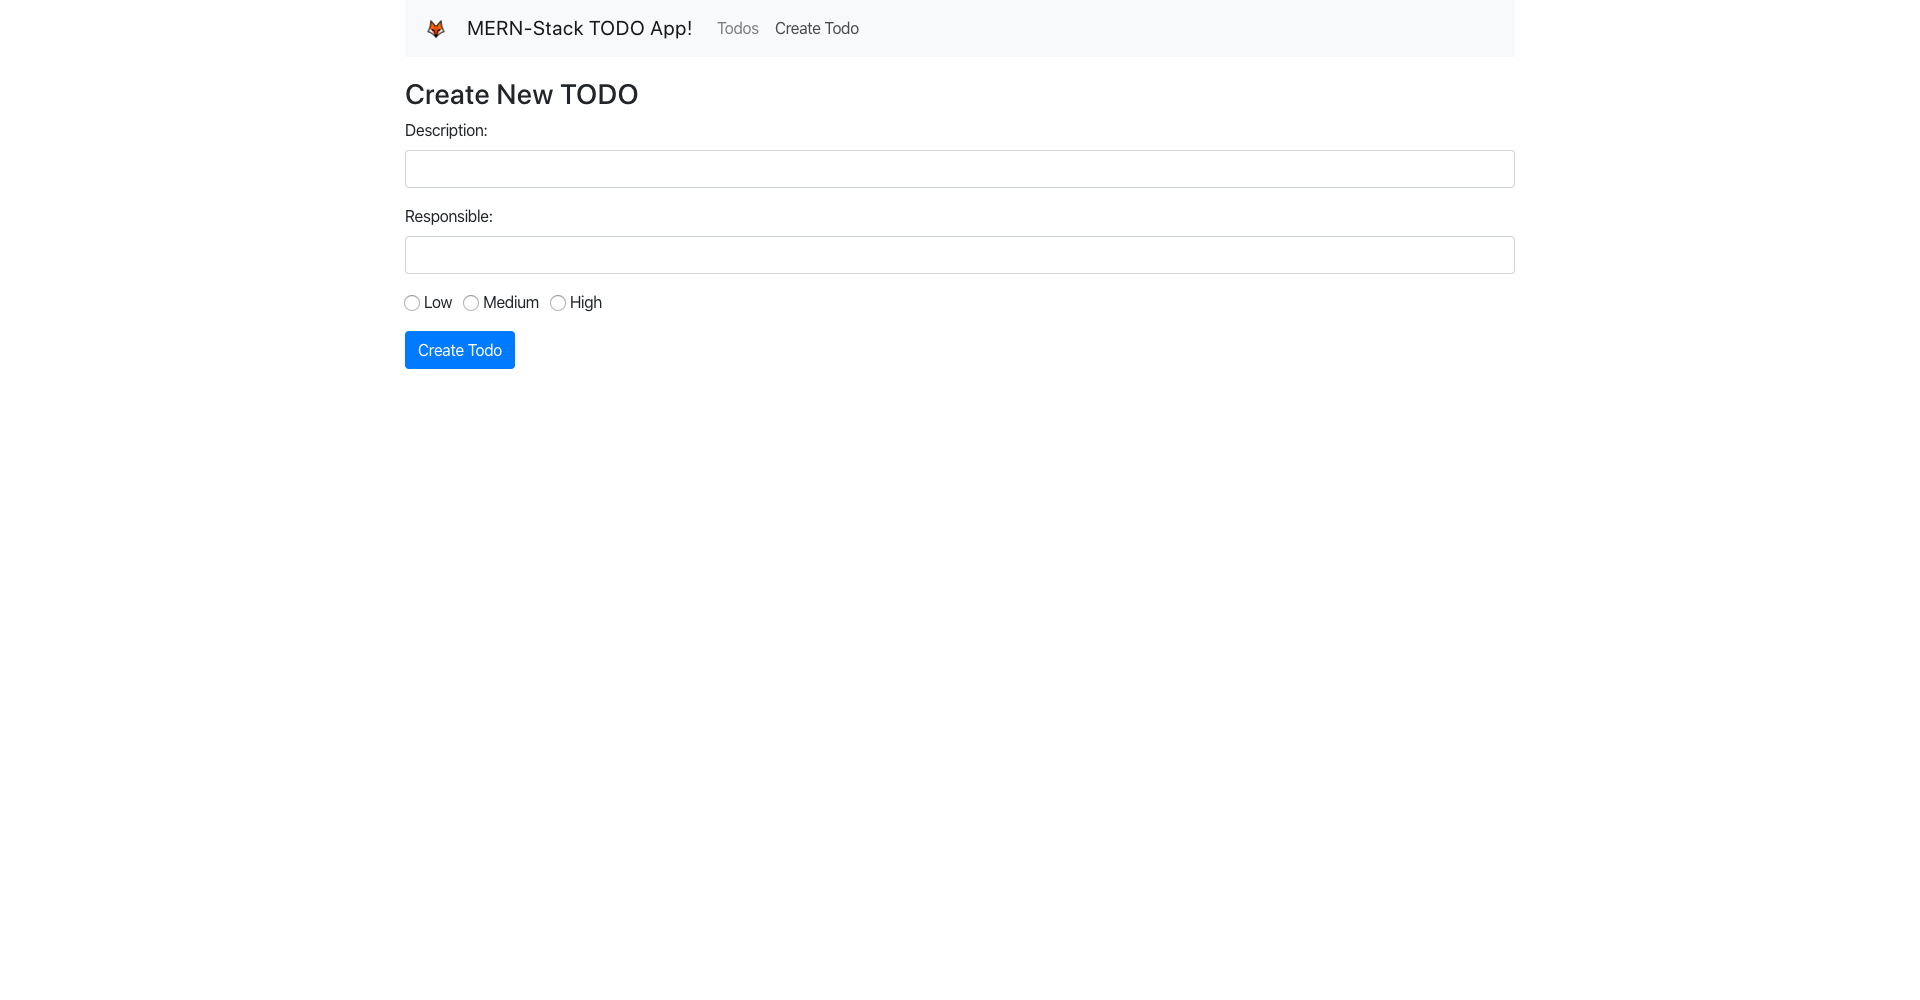 MERN-Stack TODO App! Todos Create Todo
Create New TODO
Description:
Responsible:
Low Medium High
Create Todo